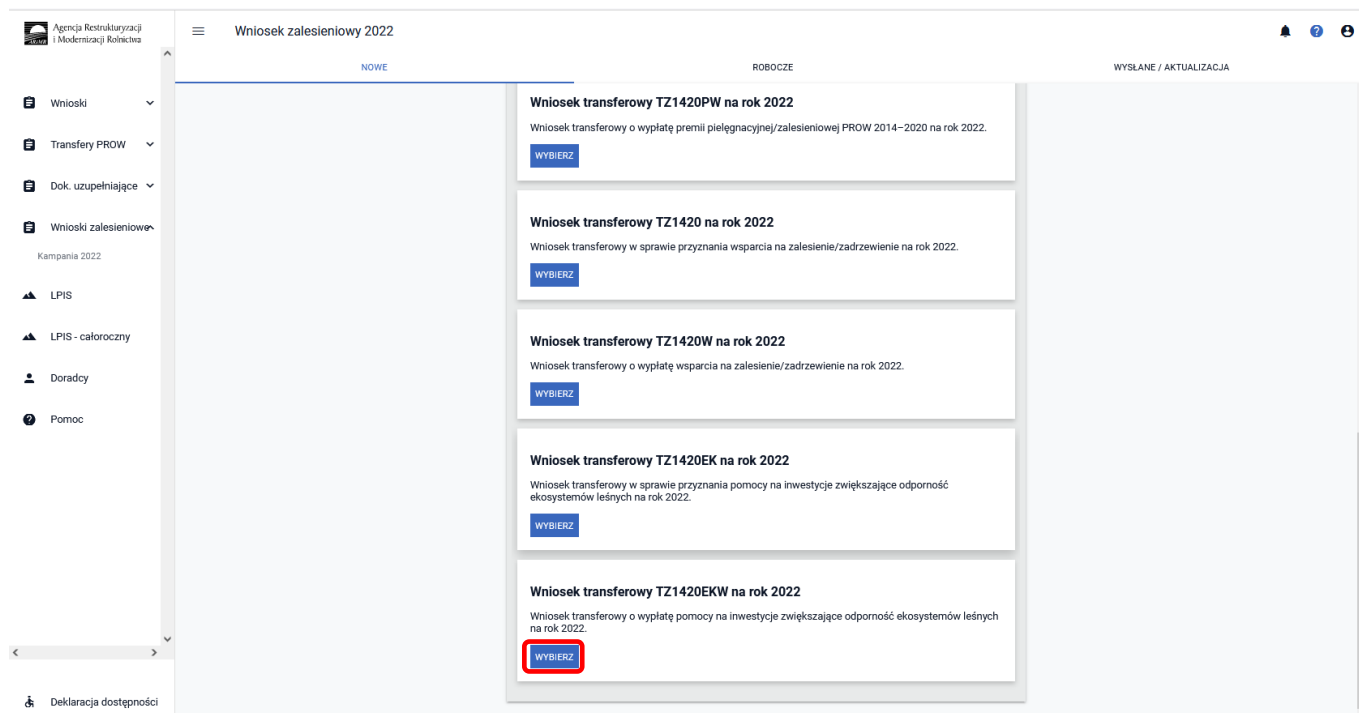 Agencja Restrukturyzacji
i Modernizacji Rolnictwa
Wniosek zalesieniowy 2022
NOWE
ROBOCZE
WYSŁANE / AKTUALIZACJA
Wnioski
Transfery PROW
Dok. uzupełniające
Wnioski zalesieniowe
Kampania 2022
LPIS
LPIS - całoroczny
Doradcy
Pomoc
Deklaracja dostępności
Wniosek transferowy TZ1420PW na rok 2022
Wniosek transferowy o wypłatę premii pielęgnacyjnej/zalesieniowej PROW 2014–2020 na rok 2022.
WYBIERZ
Wniosek transferowy TZ1420 na rok 2022
Wniosek transferowy w sprawie przyznania wsparcia na zalesienie/zadrzewienie na rok 2022.
WYBIERZ
Wniosek transferowy TZ1420W na rok 2022
Wniosek transferowy o wypłatę wsparcia na zalesienie/zadrzewienie na rok 2022.
WYBIERZ
Wniosek transferowy TZ1420EK na rok 2022
Wniosek transferowy w sprawie przyznania pomocy na inwestycje zwiększające odporność
ekosystemów leśnych na rok 2022.
WYBIERZ
Wniosek transferowy TZ1420EKW na rok 2022
Wniosek transferowy o wypłatę pomocy na inwestycje zwiększające odporność ekosystemów leśnych
na rok 2022.
WYBIERZ